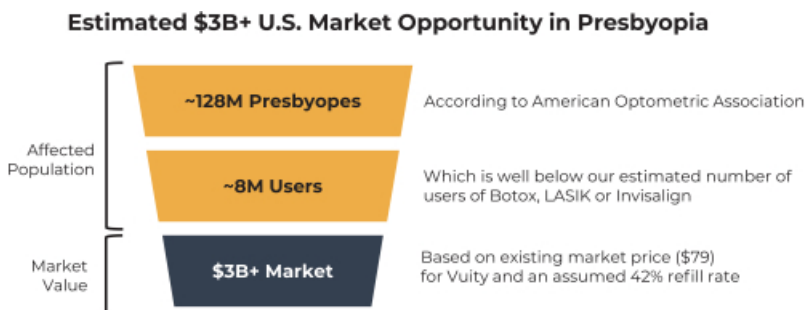 Estimated $3B+ U.S. Market Opportunity in Presbyopia
~128M Presbyopes
According to American Optometric Association
Affected
Population
~8M Users
Which is well below our estimated number of
users of Botox, LASIK or Invisalign
Market
Value
$3B+ Market
Based on existing market price ($79)
for Vuity and an assumed 42% refill rate